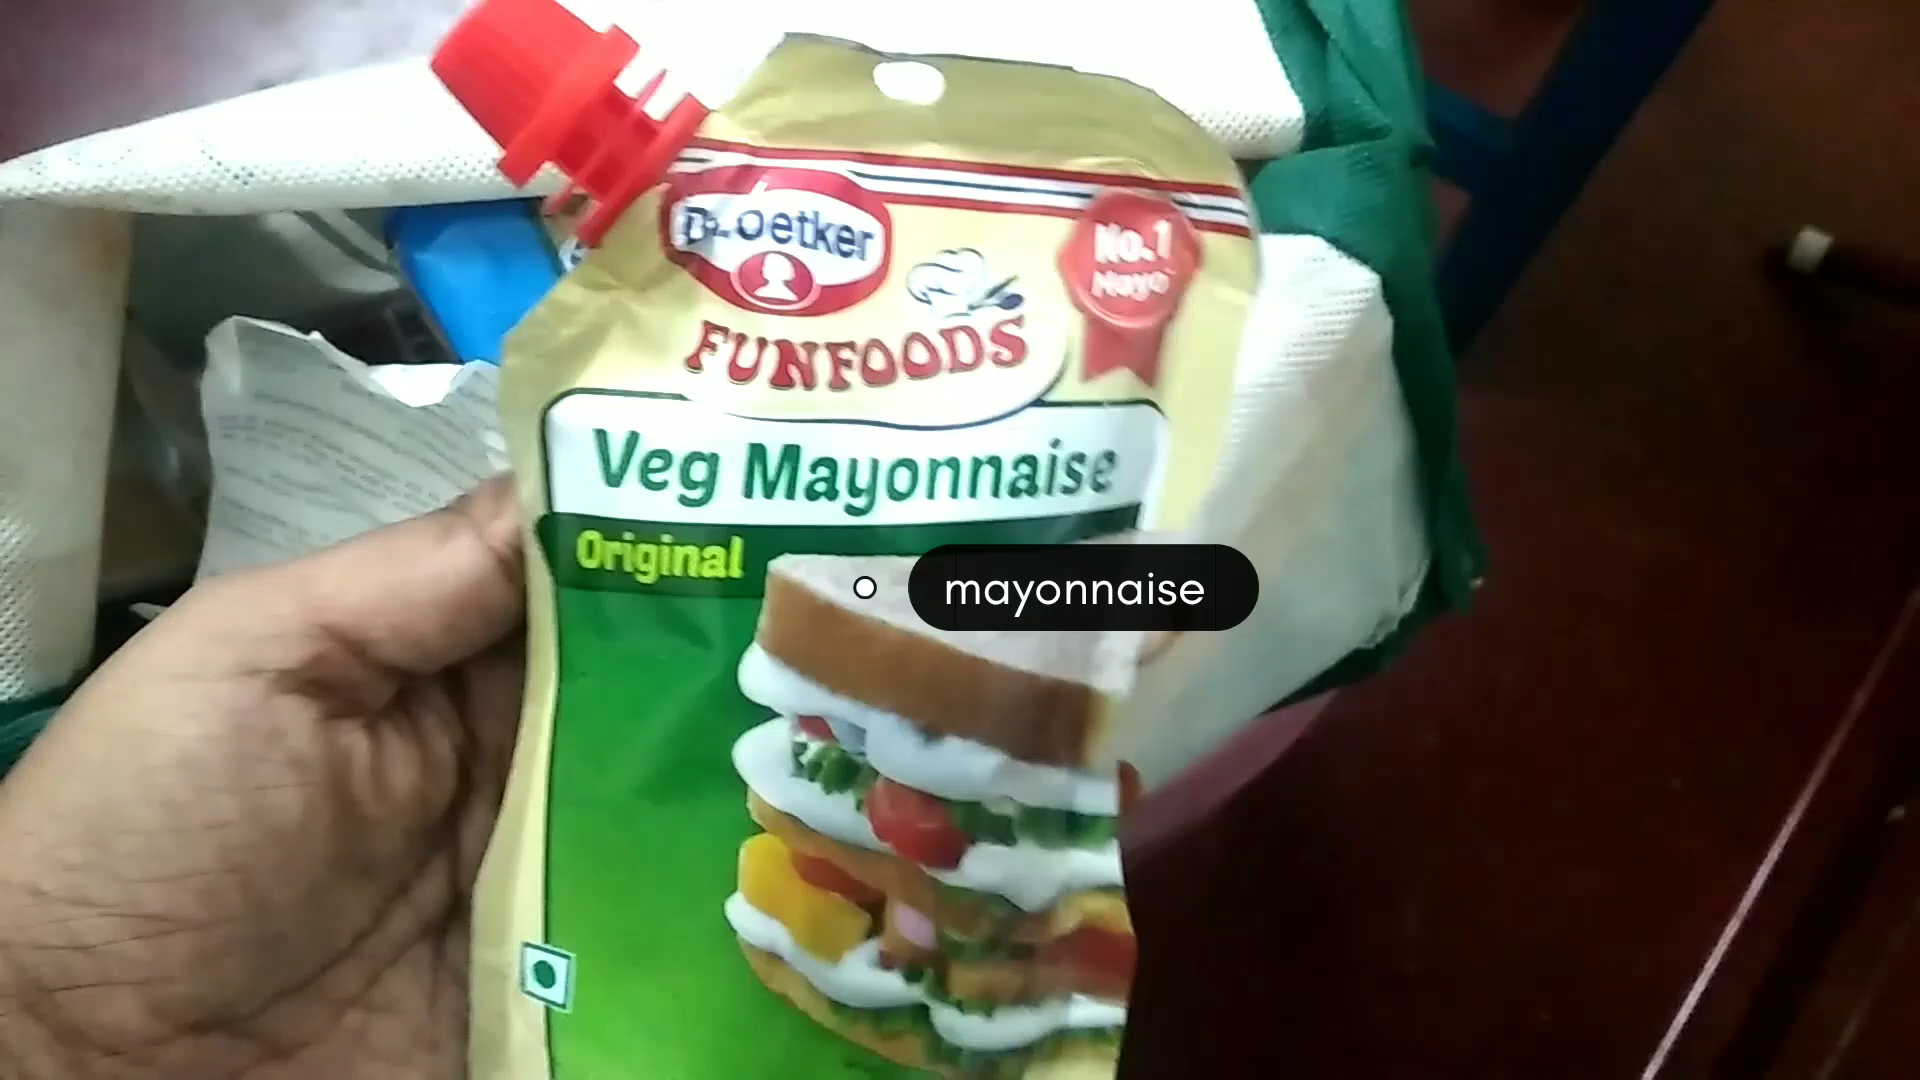 Dr. Oetker
No.1
Mayo
FUNFOODS
Veg Mayonnaise
Original
mayonnaise